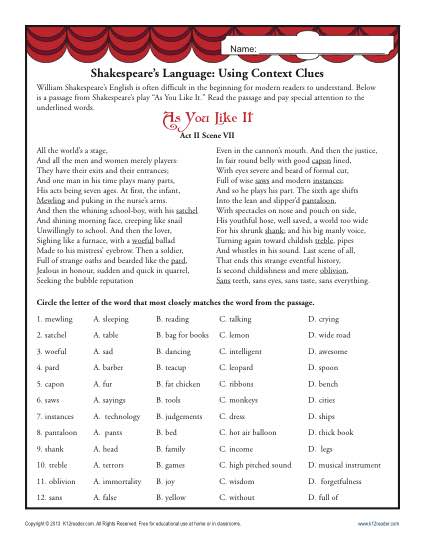 Name:
Shakespeare's Language: Using Context Clues
William Shakespeare's English is often difficult in the beginning for modern readers to understand. Below
is a passage from Shakespeare's play "As You Like It." Read the passage and pay special attention to the
underlined words.
As You Like It
Act II Scene VII
All the world's a stage,
And all the men and women merely players:
They have their exits and their entrances;
And one man in his time plays many parts,
His acts being seven ages. At first, the infant,
Mewling and puking in the nurse's arms.
And then the whining school-boy, with his satchel
And shining morning face, creeping like snail
Unwillingly to school. And then the lover,
Sighing like a furnace, with a woeful ballad
Made to his mistress' eyebrow. Then a soldier,
Full of strange oaths and bearded like the pard,
Jealous in honour, sudden and quick in quarrel,
Seeking the bubble reputation
Even in the cannon's mouth. And then the justice,
In fair round belly with good capon lined,
With eyes severe and beard of formal cut,
Full of wise saws and modern instances;
And so he plays his part. The sixth age shifts
Into the lean and slipper'd pantaloon,
With spectacles on nose and pouch on side,
His youthful hose, well saved, a world too wide
For his shrunk shank; and his big manly voice,
Turning again toward childish treble, pipes
And whistles in his sound. Last scene of all,
That ends this strange eventful history,
Is second childishness and mere oblivion,
Sans teeth, sans eyes, sans taste, sans everything.
Circle the letter of the word that most closely matches the word from the passage.
1. mewling A. sleeping B. reading C. talking D. crying
2. satchel A. table B. bag for books C. lemon D. wide road
3. woeful A. sad B. dancing C. intelligent D. awesome
4. pard A. barber B. teacup C. leopard D. spoon
5. capon A. fur B. fat chicken C. ribbons D. bench
6. saws A. sayings B. tools C. monkeys D. cities
7. instances A. technology B. judgements C. dress D. ships
8. pantaloon A. pants B. bed C. hot air balloon D. thick book
9. shank A. head B. family C. income D. legs
10. treble A. terrors B. games C. high pitched sound D. musical instrument
11. oblivion A. immortality B. joy C. wisdom D. forgetfulness
12. sans A. false B. yellow C. without D. full of
Copyright © 2013 K12reader.com. All Rights Reserved. Free for educational use at home or in classrooms.
www.k12reader.com